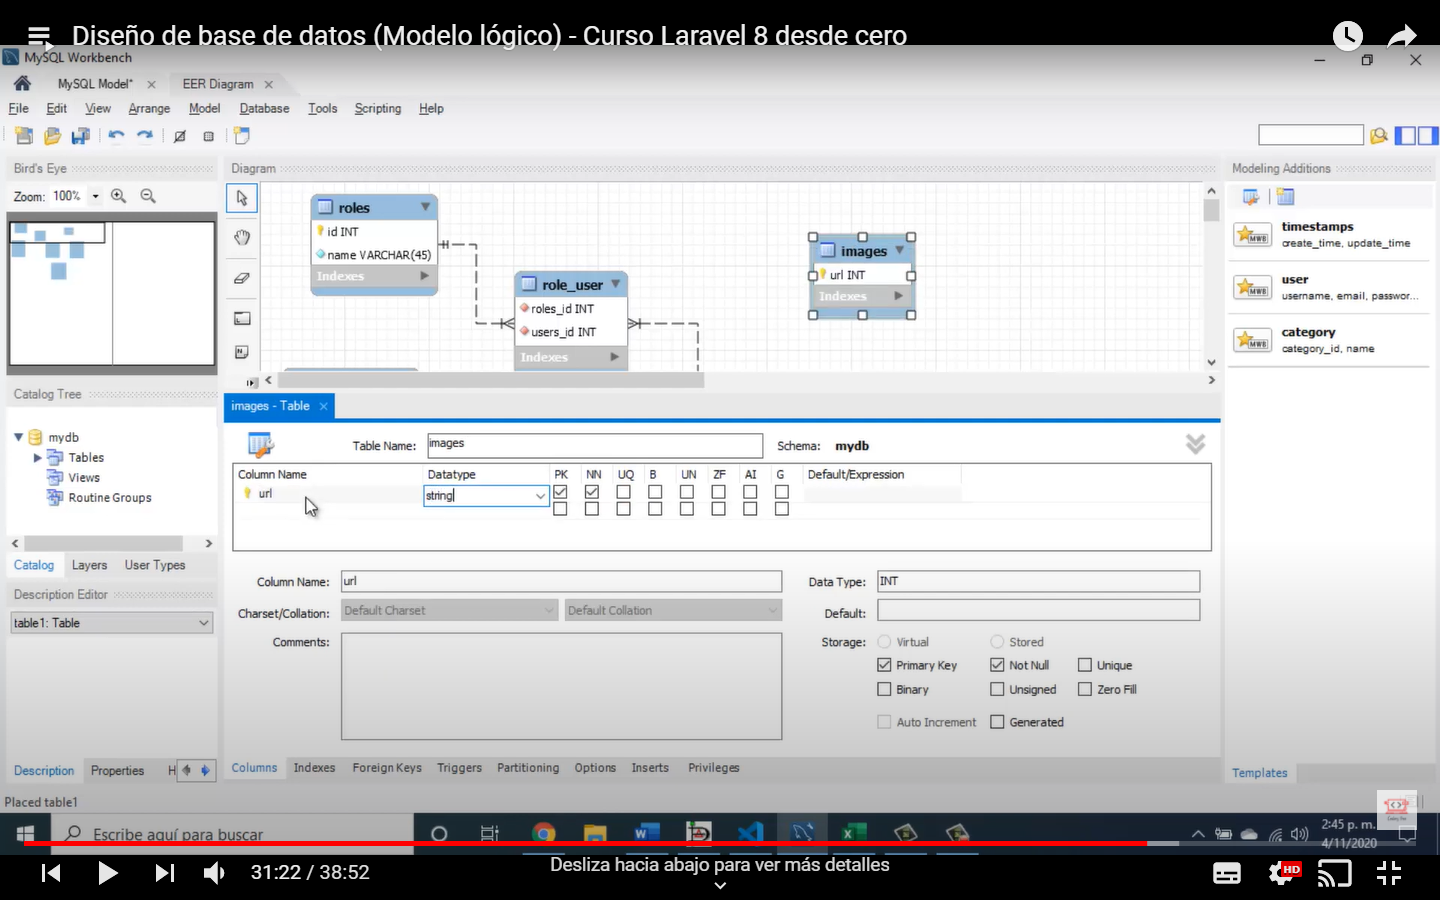 Diseño de base de datos (Modelo lógico) - Curso Laravel 8 desde cero
MySQL Workbench
MySQL Model* EER Diagram
File Edit View Arrange Model Database Tools Scripting Help
Bird's Eye
Zoom: 100%
Diagram
roles
id INT
name VARCHAR(45)
Indexes
role_user
roles_id INT
users_id INT
Indexes
images
url INT
Indexes
Modeling Additions
timestamps
create_time, update_time
user
username, email, passwor...
category
category_id, name
Catalog Tree
mydb
Tables
Views
Routine Groups
Catalog Layers User Types
Description Editor
table1: Table
Description Properties H
images - Table
Table Name: images Schema: mydb
Column Name Datatype PK NN UQ B UN ZF AI G Default/Expression
url string
Column Name: url Data Type: INT
Charset/Collation: Default Charset Default Collation Default:
Comments: Storage: Virtual Stored
Primary Key Not Null Unique
Binary Unsigned Zero Fill
Auto Increment Generated
Columns Indexes Foreign Keys Triggers Partitioning Options Inserts Privileges
Templates
Placed table1
Escribe aquí para buscar
2:45 p. m.
4/11/2020
31:22 / 38:52
Desliza hacia abajo para ver más detalles
HD